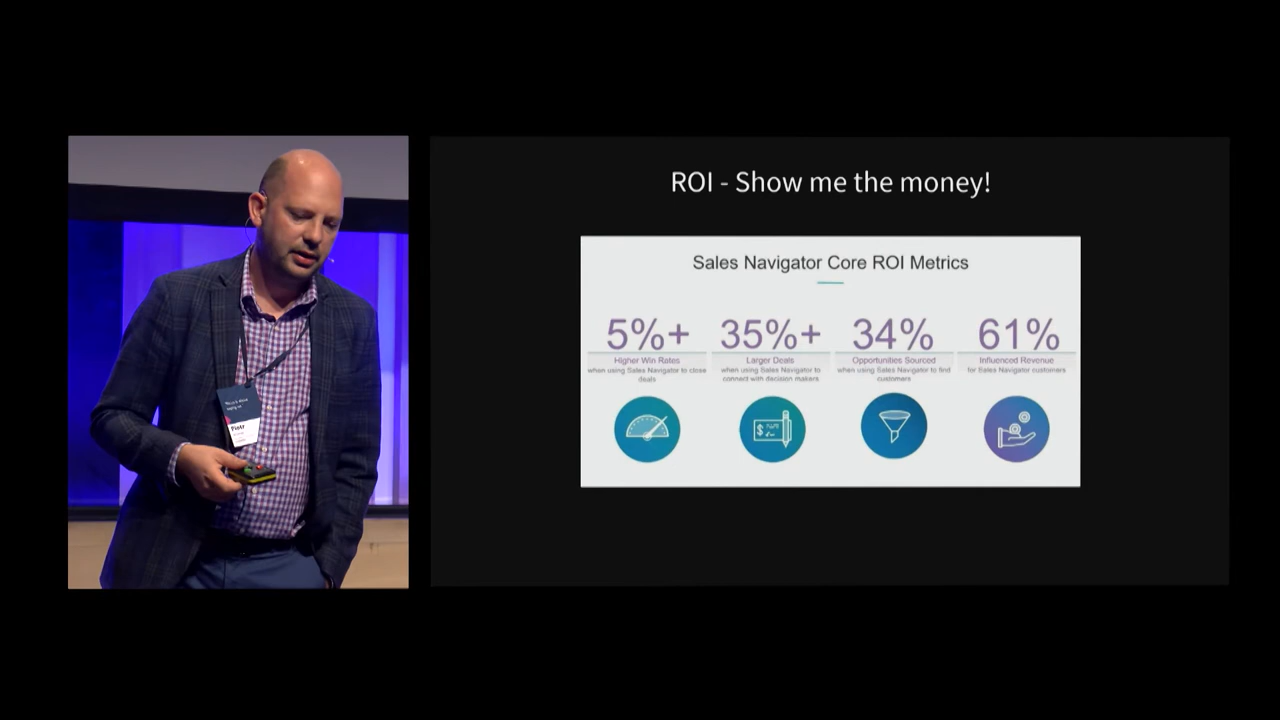 ROI - Show me the money!
Sales Navigator Core ROI Metrics
5%+
Higher Win Rates
when using Sales Navigator to close
deals
35%+
Larger Deals
when using Sales Navigator to
connect with decision makers
34%
Opportunities Sourced
when using Sales Navigator to find
customers
61%
Influenced Revenue
for Sales Navigator customers
$
Piotr